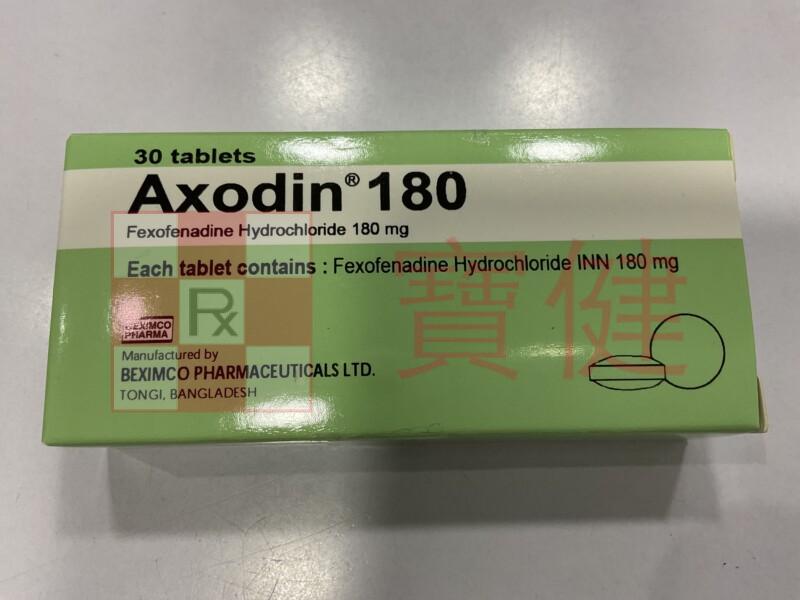 30 tablets
Axodin® 180
Fexofenadine Hydrochloride 180 mg
Each tablet contains : Fexofenadine Hydrochloride INN 180 mg
Rx
寶健
BEXIMCO
PHARMA
Manufactured by
BEXIMCO PHARMACEUTICALS LTD.
TONGI, BANGLADESH